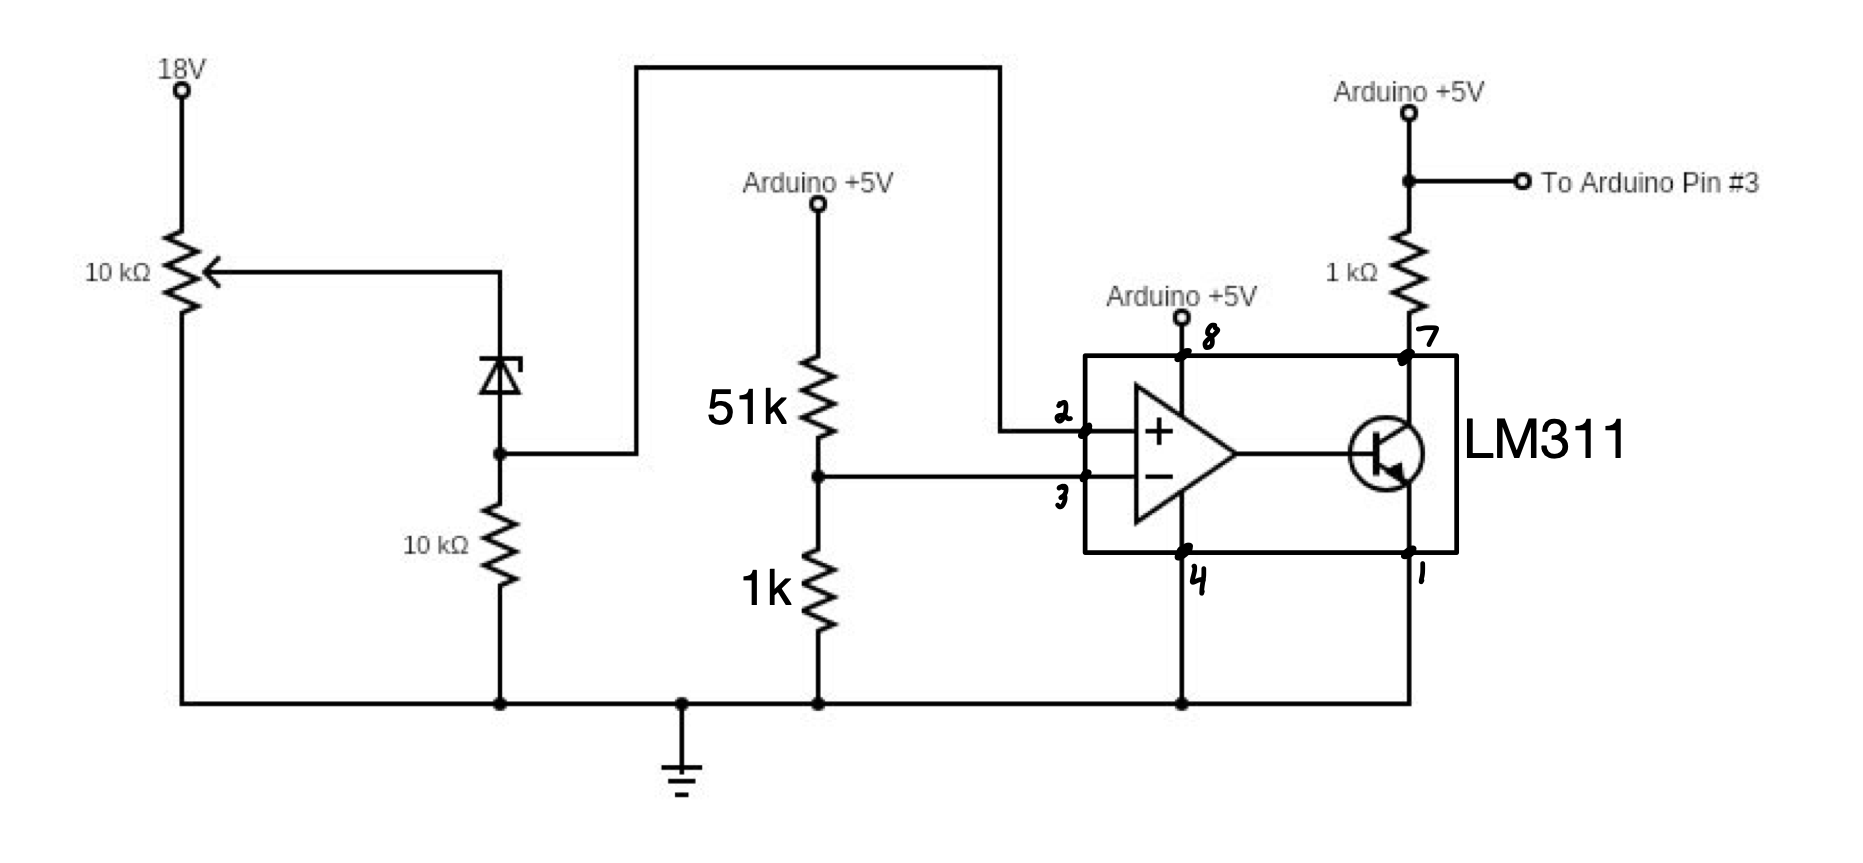 18V
Arduino +5V
Arduino +5V
To Arduino Pin #3
10 kΩ
1 kΩ
Arduino +5V
8
7
51k
2
+
LM311
−
3
10 kΩ
1k
4
1